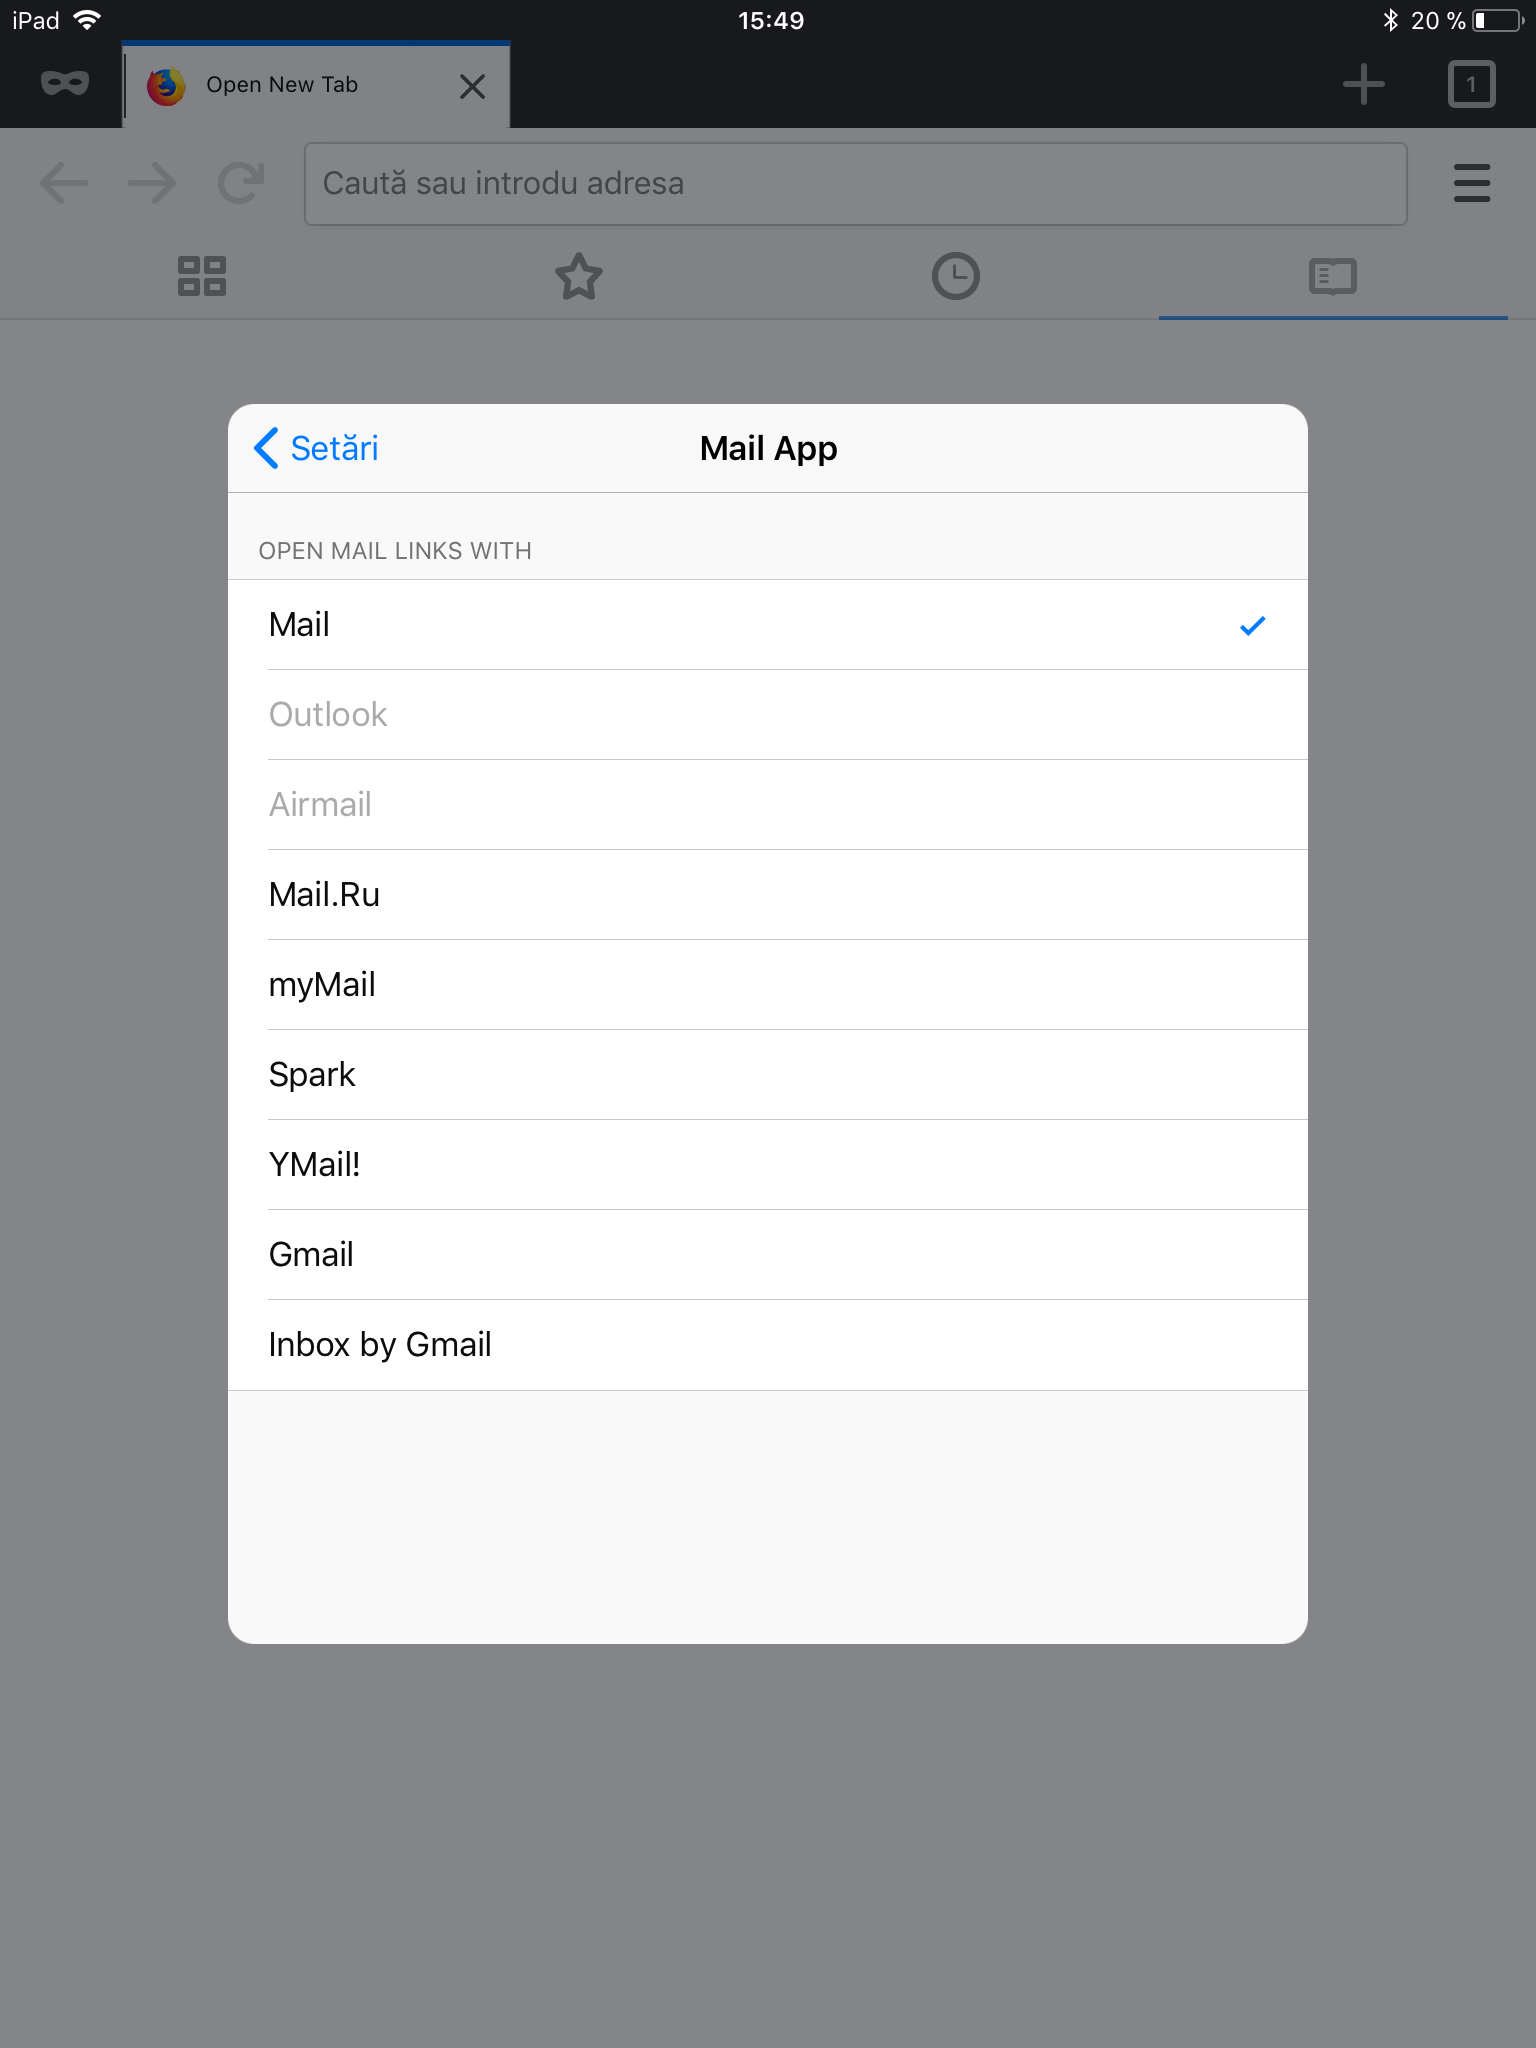 iPad 15:49 20 %
Open New Tab 1
Caută sau introdu adresa
Setări Mail App
OPEN MAIL LINKS WITH
Mail
Outlook
Airmail
Mail.Ru
myMail
Spark
YMail!
Gmail
Inbox by Gmail